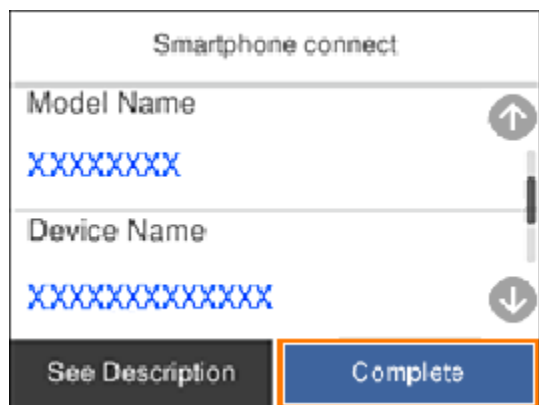 Smartphone connect
Model Name
XXXXXXXX
Device Name
XXXXXXXXXXXXX
See Description
Complete